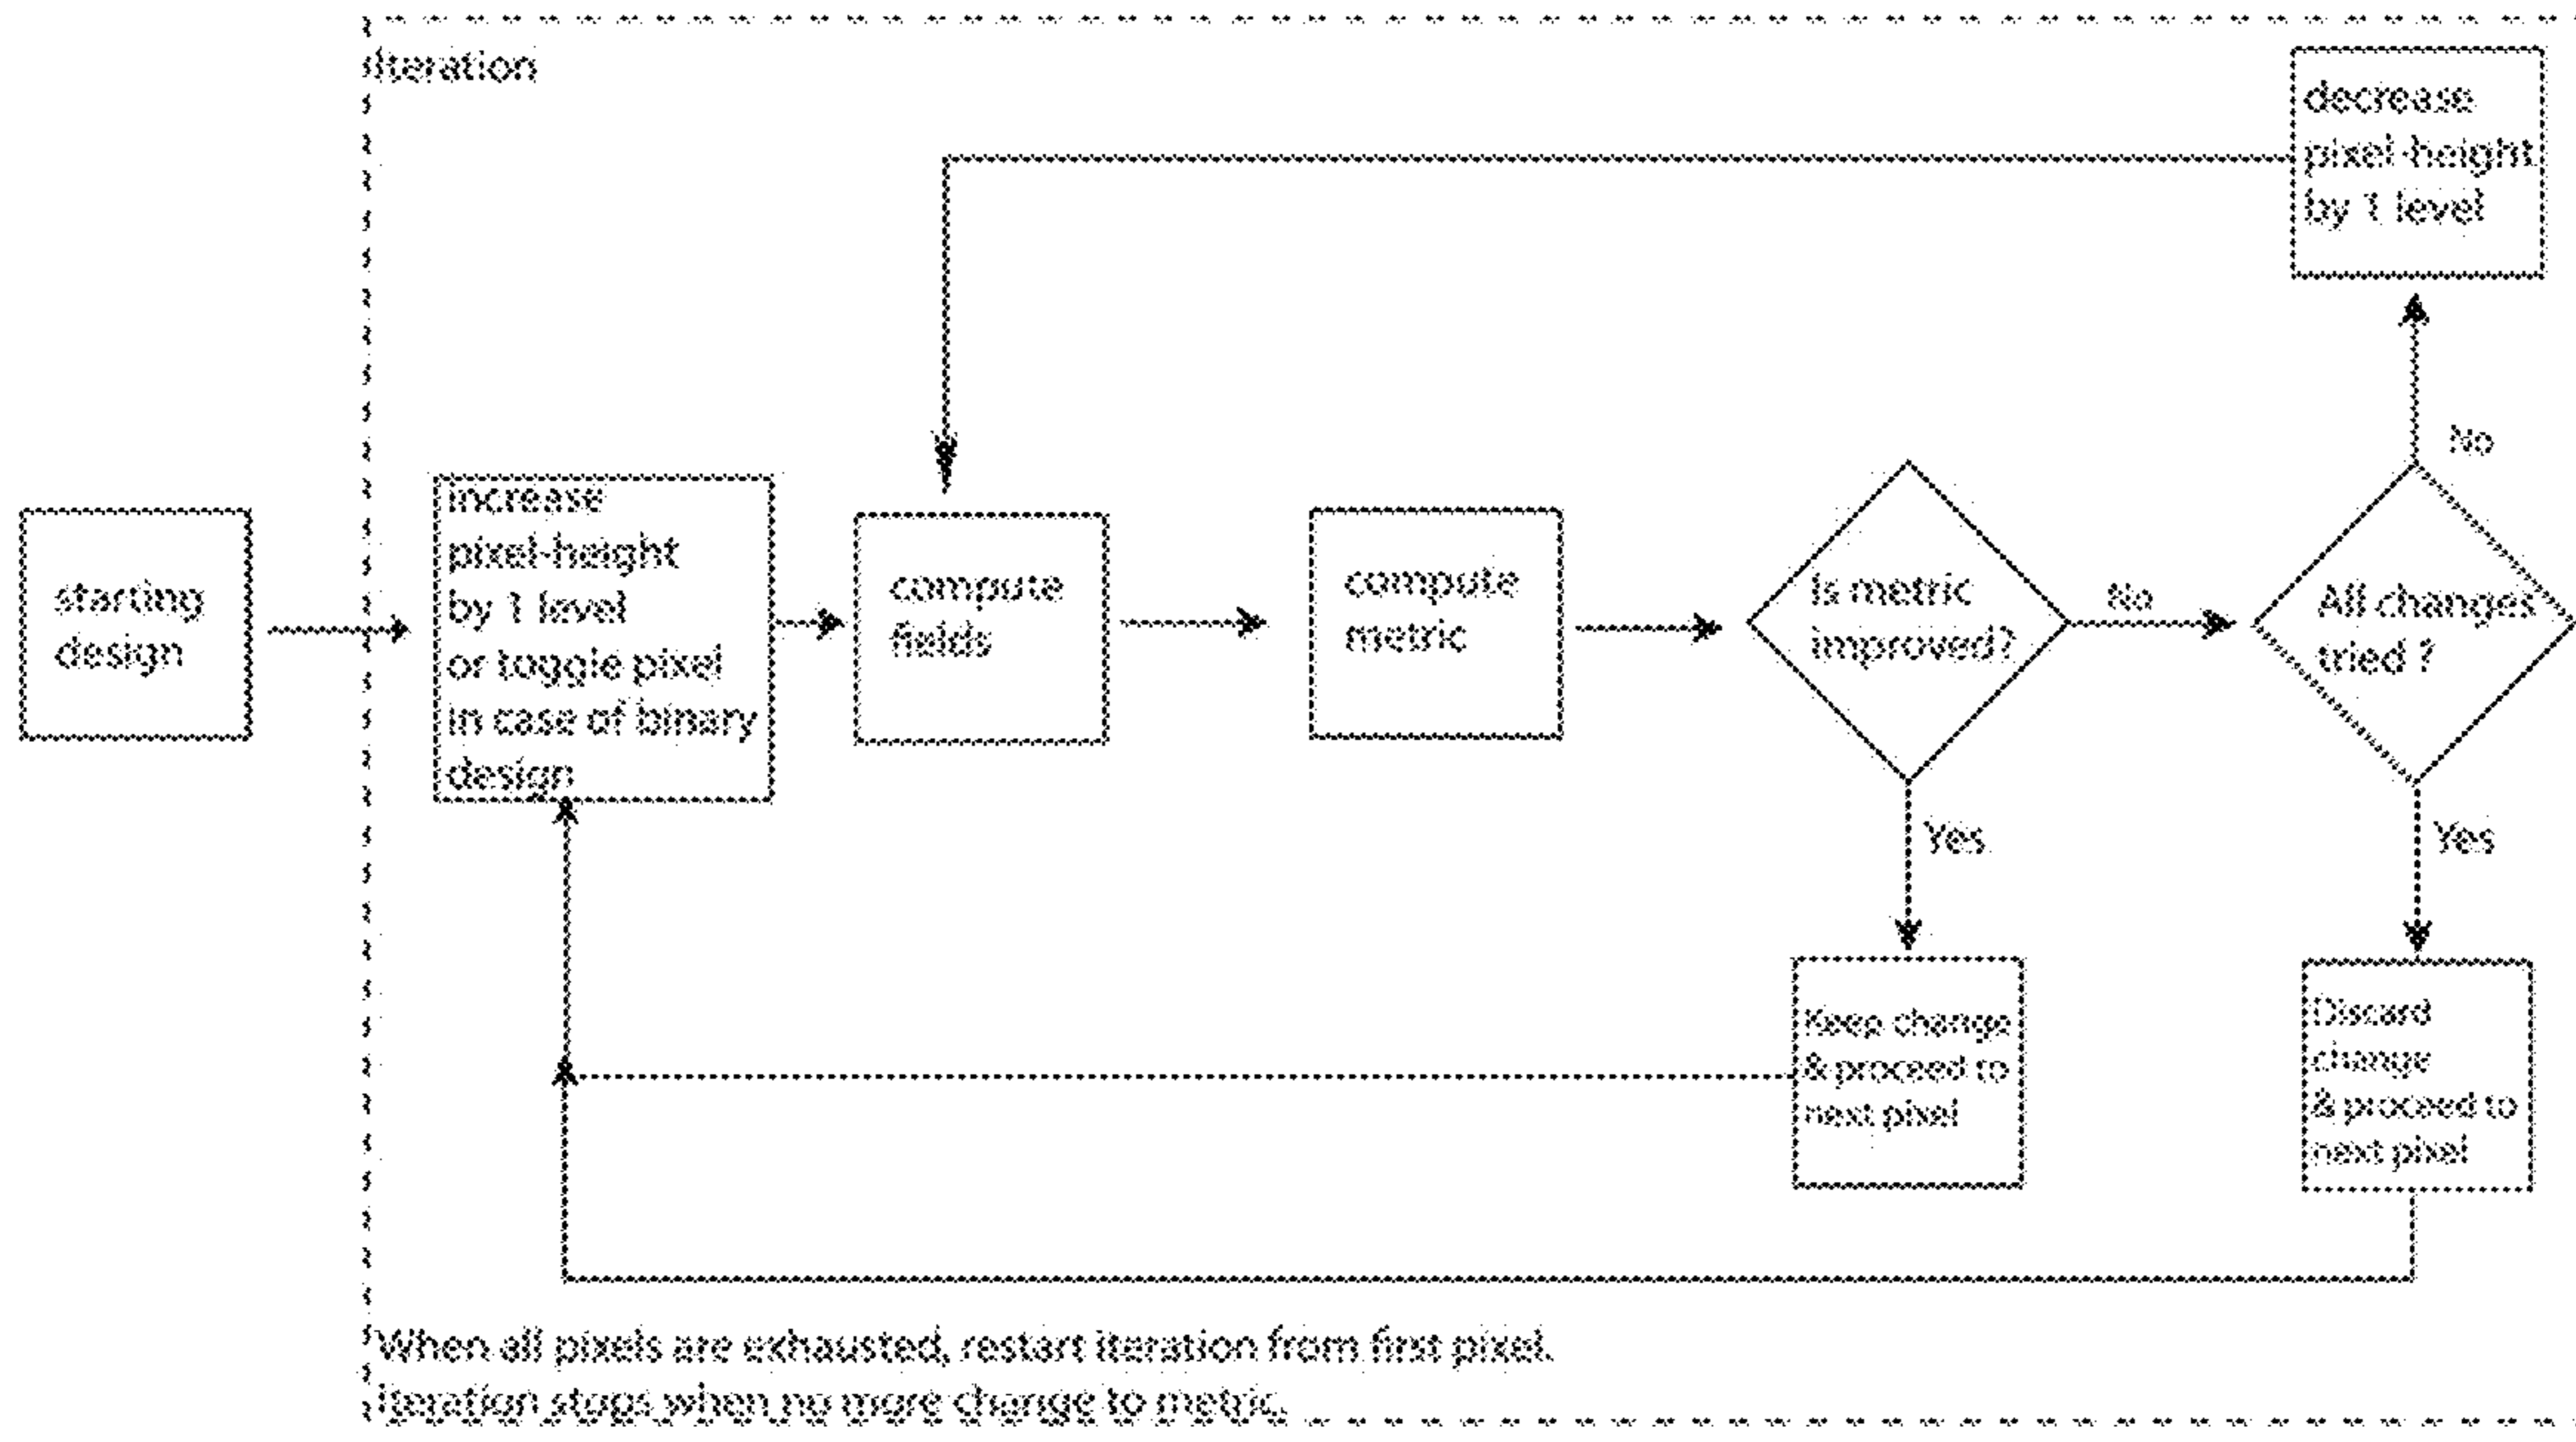 Iteration
decrease
pixel-height
by 1 level
No
starting
design
increase
pixel-height
by 1 level
or toggle pixel
in case of binary
design
compute
fields
compute
metric
Is metric
improved?
No
All changes
tried ?
Yes
Yes
Keep change
& proceed to
next pixel
Discard
change
& proceed to
next pixel
When all pixels are exhausted, restart iteration from first pixel.
Iteration stops when no more change to metric.